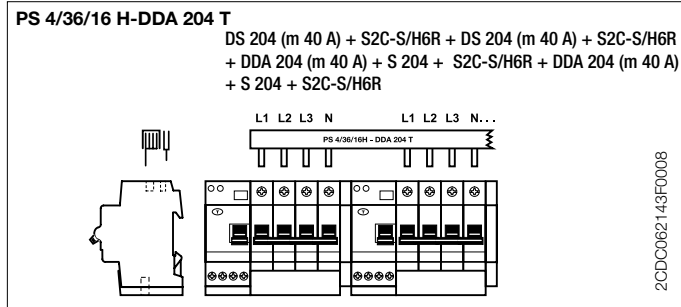 PS 4/36/16 H-DDA 204 T
DS 204 (m 40 A) + S2C-S/H6R + DS 204 (m 40 A) + S2C-S/H6R
+ DDA 204 (m 40 A) + S 204 + S2C-S/H6R + DDA 204 (m 40 A)
+ S 204 + S2C-S/H6R
L1 L2 L3 N L1 L2 L3 N...
PS 4/36/16H - DDA 204 T
T T
2CDC062143F0008